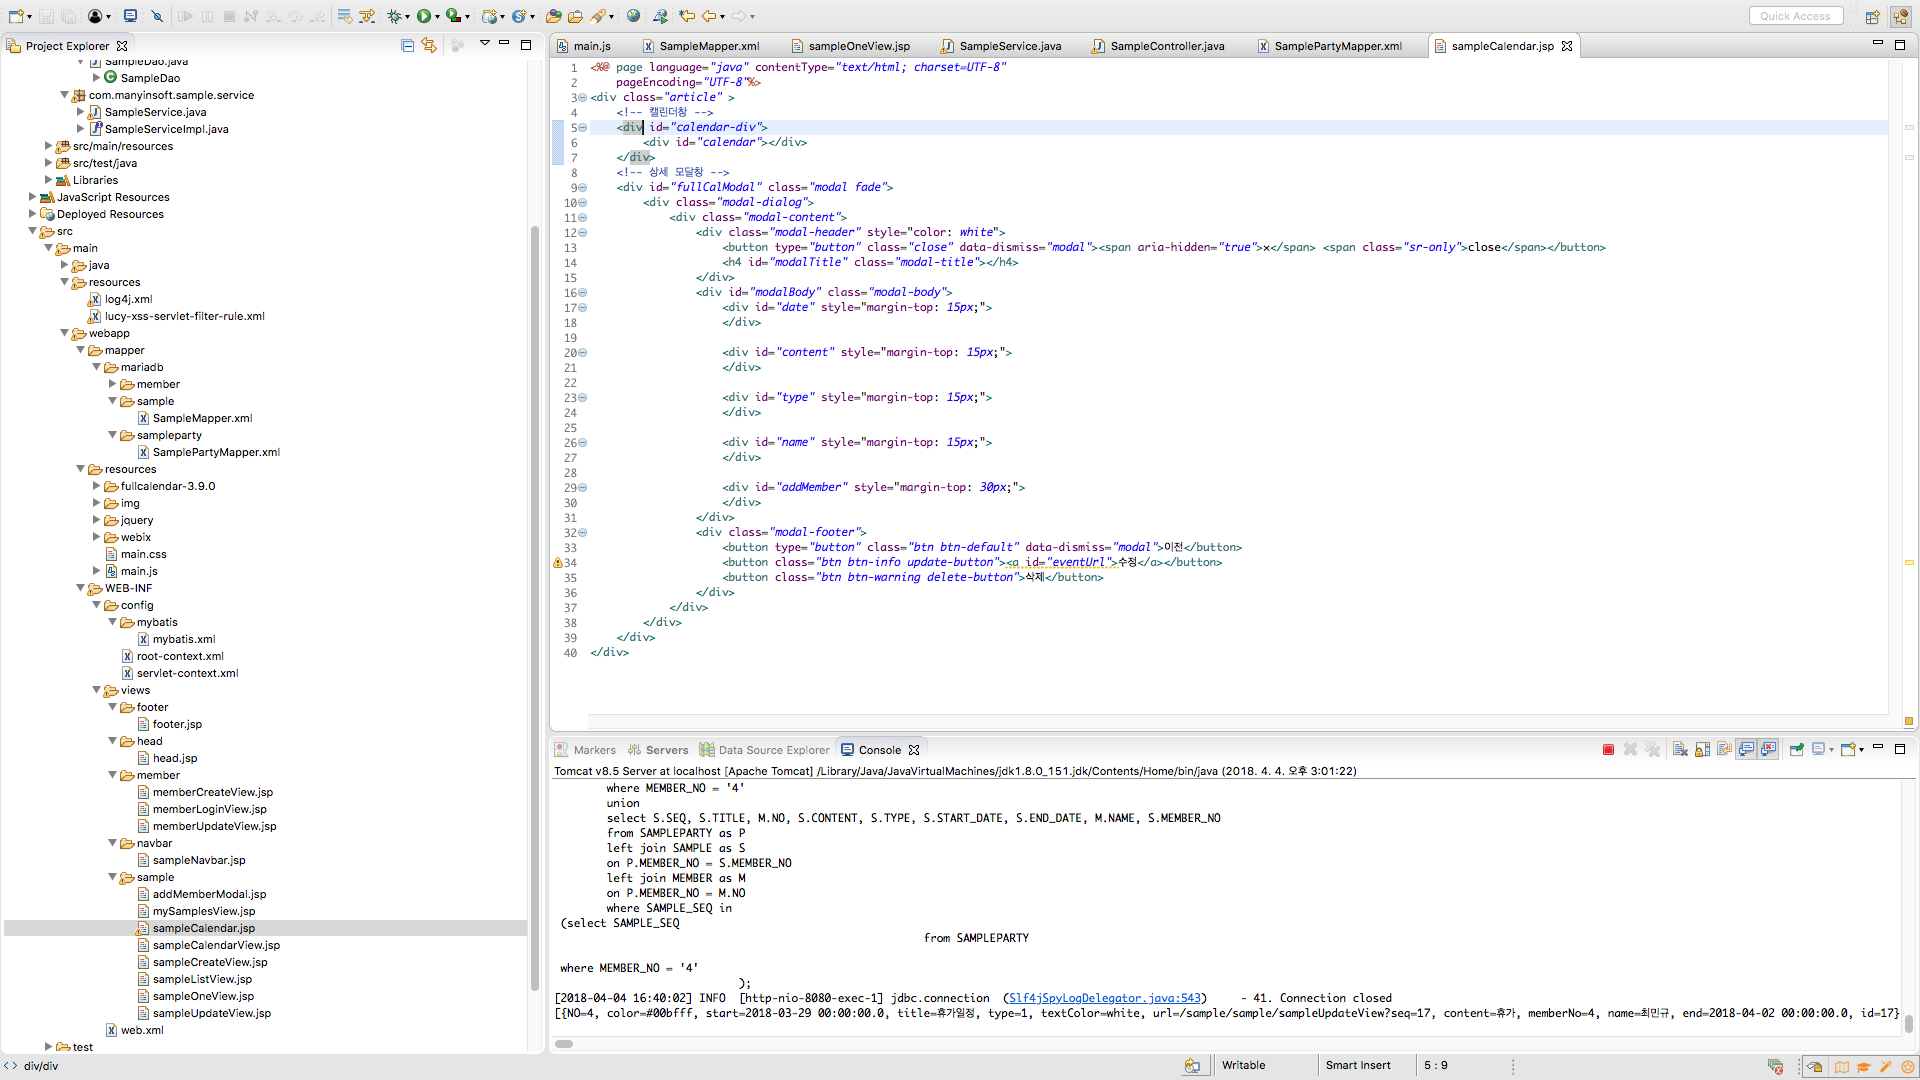 Quick Access
Project Explorer
SampleDao.java
SampleDao
com.manyinsoft.sample.service
SampleService.java
SampleServiceImpl.java
src/main/resources
src/test/java
Libraries
JavaScript Resources
Deployed Resources
src
main
java
resources
log4j.xml
lucy-xss-servlet-filter-rule.xml
webapp
mapper
mariadb
member
sample
SampleMapper.xml
sampleparty
SamplePartyMapper.xml
resources
fullcalendar-3.9.0
img
jquery
webix
main.css
main.js
WEB-INF
config
mybatis
mybatis.xml
root-context.xml
servlet-context.xml
views
footer
footer.jsp
head
head.jsp
member
memberCreateView.jsp
memberLoginView.jsp
memberUpdateView.jsp
navbar
sampleNavbar.jsp
sample
addMemberModal.jsp
mySamplesView.jsp
sampleCalendar.jsp
sampleCalendarView.jsp
sampleCreateView.jsp
sampleListView.jsp
sampleOneView.jsp
sampleUpdateView.jsp
web.xml
test
main.js SampleMapper.xml sampleOneView.jsp SampleService.java SampleController.java SamplePartyMapper.xml sampleCalendar.jsp
1 <%@ page language="java" contentType="text/html; charset=UTF-8"
2 pageEncoding="UTF-8"%>
3 <div class="article" >
4 <!-- 캘린더창 -->
5 <div id="calendar-div">
6 <div id="calendar"></div>
7 </div>
8 <!-- 상세 모달창 -->
9 <div id="fullCalModal" class="modal fade">
10 <div class="modal-dialog">
11 <div class="modal-content">
12 <div class="modal-header" style="color: white">
13 <button type="button" class="close" data-dismiss="modal"><span aria-hidden="true">×</span> <span class="sr-only">close</span></button>
14 <h4 id="modalTitle" class="modal-title"></h4>
15 </div>
16 <div id="modalBody" class="modal-body">
17 <div id="date" style="margin-top: 15px;">
18 </div>
19
20 <div id="content" style="margin-top: 15px;">
21 </div>
22
23 <div id="type" style="margin-top: 15px;">
24 </div>
25
26 <div id="name" style="margin-top: 15px;">
27 </div>
28
29 <div id="addMember" style="margin-top: 30px;">
30 </div>
31 </div>
32 <div class="modal-footer">
33 <button type="button" class="btn btn-default" data-dismiss="modal">이전</button>
34 <button class="btn btn-info update-button"><a id="eventUrl">수정</a></button>
35 <button class="btn btn-warning delete-button">삭제</button>
36 </div>
37 </div>
38 </div>
39 </div>
40 </div>
Markers Servers Data Source Explorer Console
Tomcat v8.5 Server at localhost [Apache Tomcat] /Library/Java/JavaVirtualMachines/jdk1.8.0_151.jdk/Contents/Home/bin/java (2018. 4. 4. 오후 3:01:22)
where MEMBER_NO = '4'
union
select S.SEQ, S.TITLE, M.NO, S.CONTENT, S.TYPE, S.START_DATE, S.END_DATE, M.NAME, S.MEMBER_NO
from SAMPLEPARTY as P
left join SAMPLE as S
on P.MEMBER_NO = S.MEMBER_NO
left join MEMBER as M
on P.MEMBER_NO = M.NO
where SAMPLE_SEQ in
(select SAMPLE_SEQ
from SAMPLEPARTY
where MEMBER_NO = '4'
);
[2018-04-04 16:40:02] INFO [http-nio-8080-exec-1] jdbc.connection (Slf4jSpyLogDelegator.java:543) - 41. Connection closed
[{NO=4, color=#00bfff, start=2018-03-29 00:00:00.0, title=휴가일정, type=1, textColor=white, url=/sample/sample/sampleUpdateView?seq=17, content=휴가, memberNo=4, name=최민규, end=2018-04-02 00:00:00.0, id=17}
div/div
Writable
Smart Insert
5 : 9